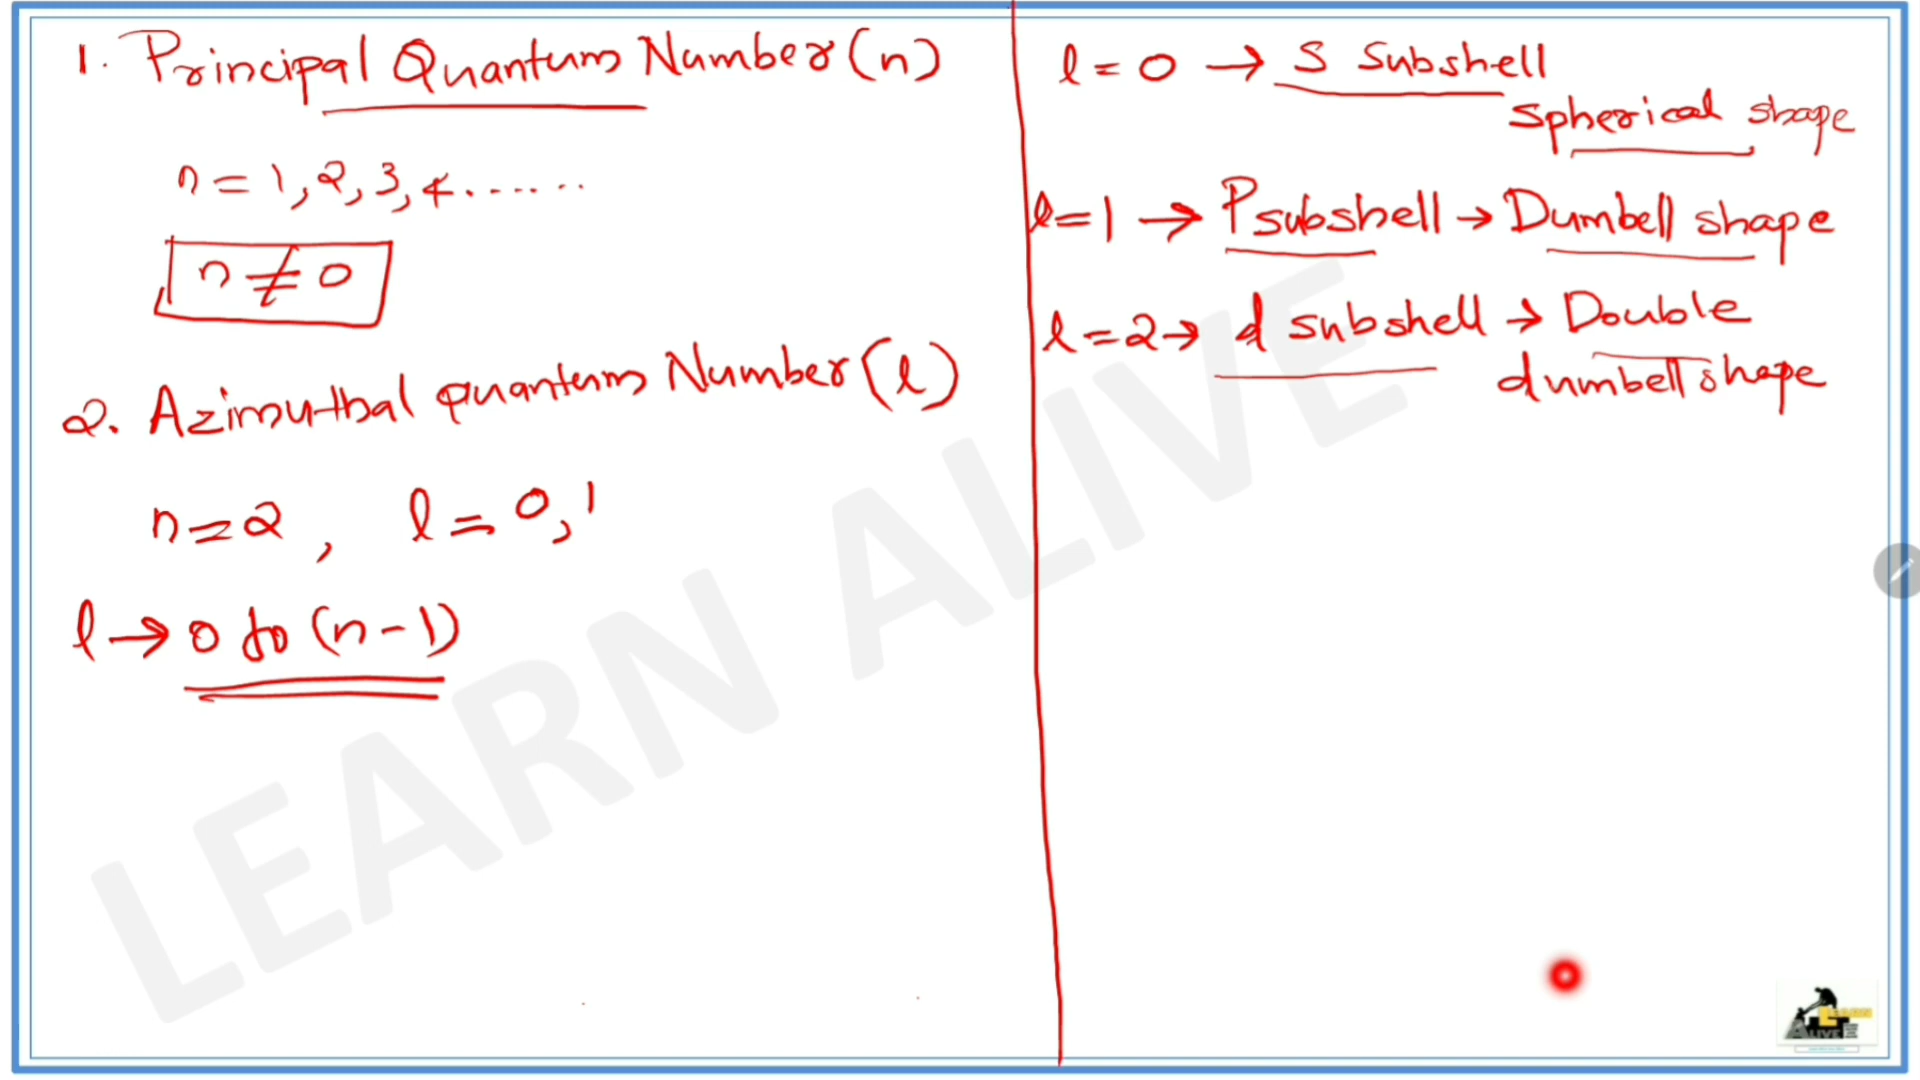 1. Principal Quantum Number (n)
n = 1, 2, 3, 4.......
n ≠ 0
2. Azimuthal quantum Number (l)
n = 2, l = 0, 1
l → 0 to (n-1)
l = 0 → S Subshell
Spherical shape
l = 1 → P subshell → Dumbell shape
l = 2 → d subshell → Double
dumbell shape
LEARN ALIVE